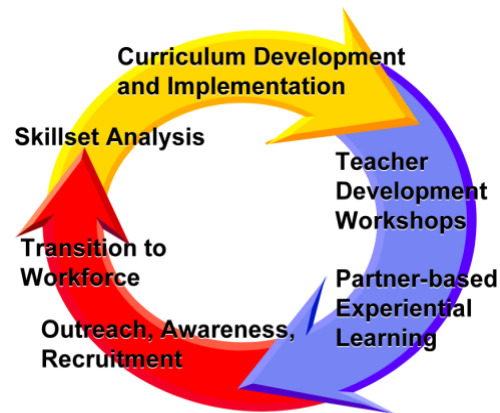 Curriculum Development
and Implementation
Skillset Analysis
Teacher
Development
Workshops
Partner-based
Experiential
Learning
Outreach, Awareness,
Recruitment
Transition to
Workforce